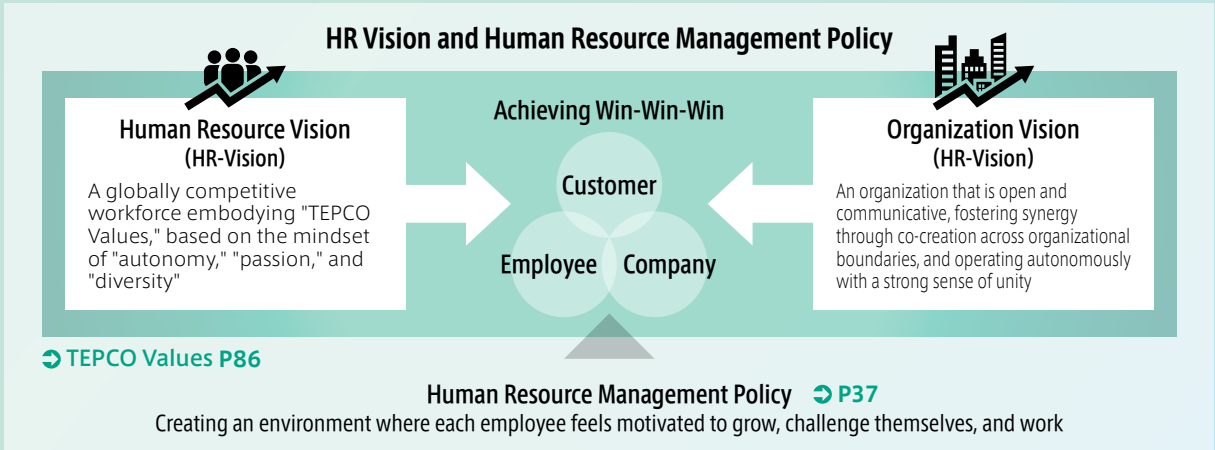 HR Vision and Human Resource Management Policy
Human Resource Vision
(HR-Vision)
A globally competitive
workforce embodying "TEPCO
Values," based on the mindset
of "autonomy," "passion," and
"diversity"
Achieving Win-Win-Win
Customer
Employee
Company
Organization Vision
(HR-Vision)
An organization that is open and
communicative, fostering synergy
through co-creation across organizational
boundaries, and operating autonomously
with a strong sense of unity
TEPCO Values P86
Human Resource Management Policy P37
Creating an environment where each employee feels motivated to grow, challenge themselves, and work